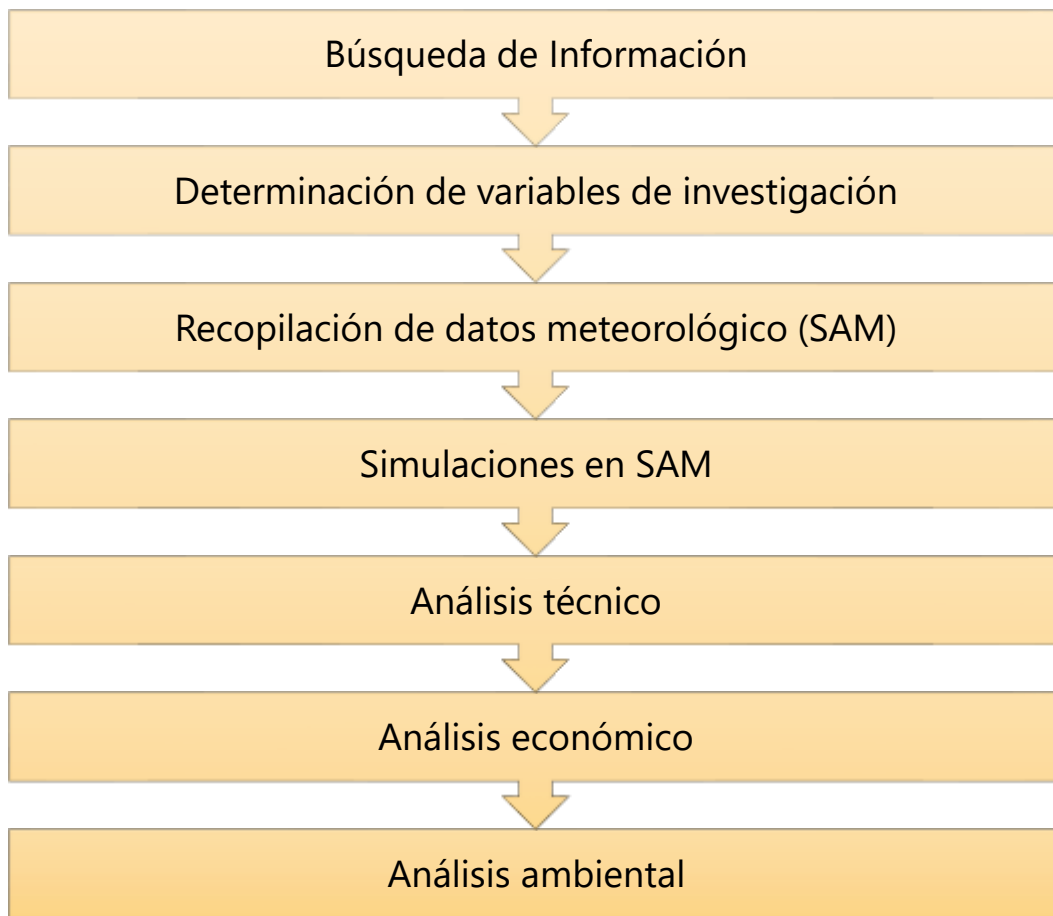 Búsqueda de Información
Determinación de variables de investigación
Recopilación de datos meteorológico (SAM)
Simulaciones en SAM
Análisis técnico
Análisis económico
Análisis ambiental